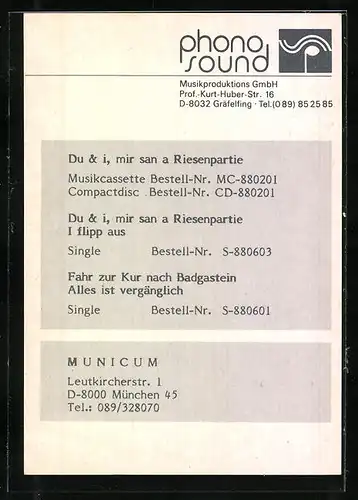 phono
sound
Musikproduktions GmbH
Prof.-Kurt-Huber-Str. 16
D-8032 Gräfelfing · Tel.(089) 85 25 85
Du & i, mir san a Riesenpartie
Musikcassette Bestell-Nr. MC-880201
Compactdisc Bestell-Nr. CD-880201
Du & i, mir san a Riesenpartie
I flipp aus
Single Bestell-Nr. S-880603
Fahr zur Kur nach Badgastein
Alles ist vergänglich
Single Bestell-Nr. S-880601
MUNICUM
Leutkircherstr. 1
D-8000 München 45
Tel.: 089/328070